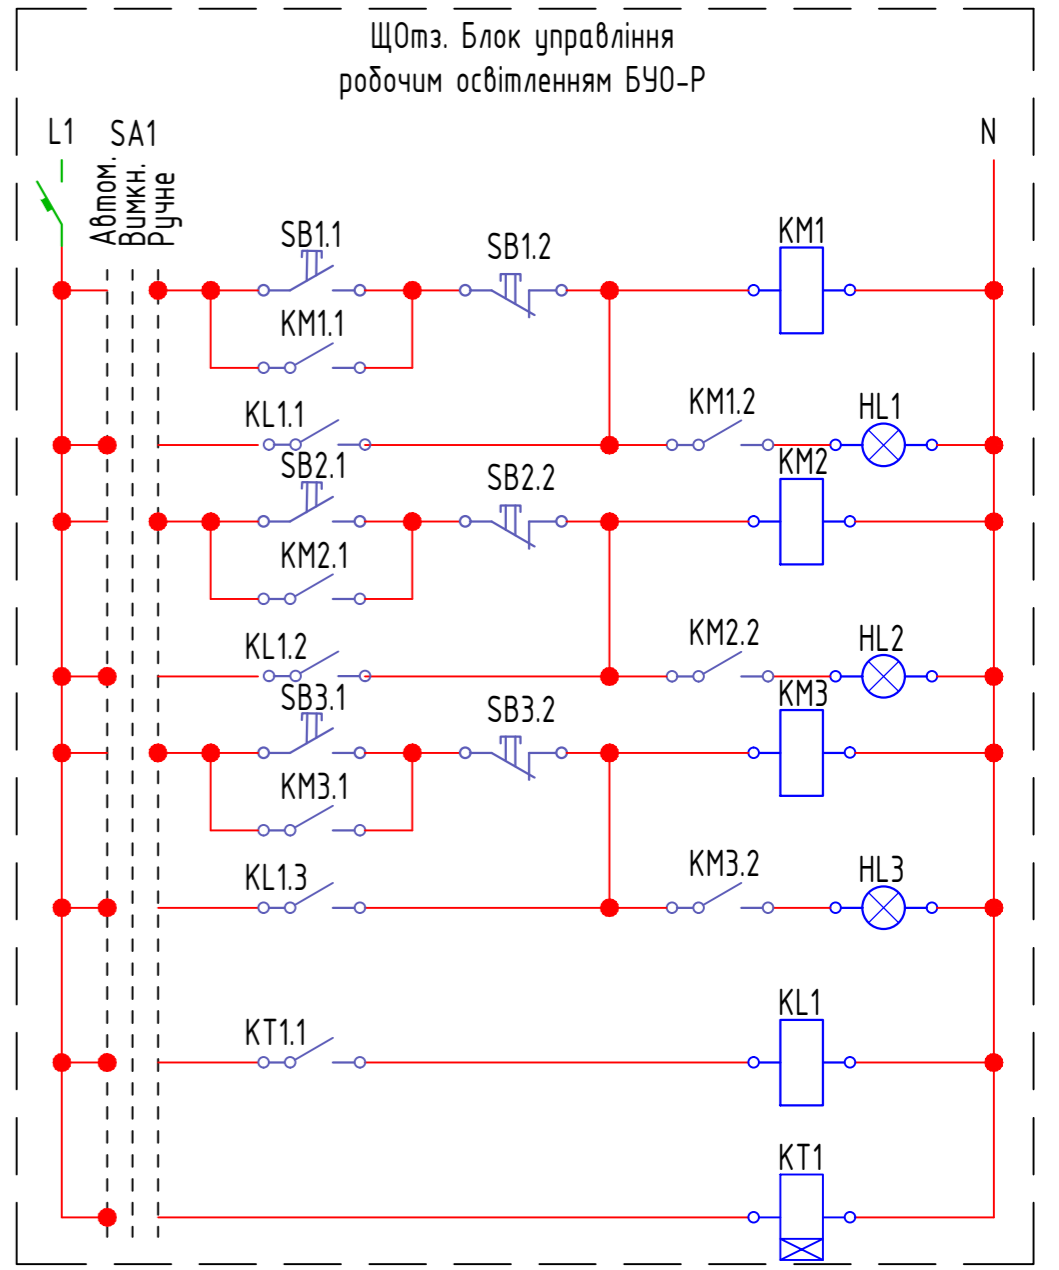 ЩОтз. Блок управління
робочим освітленням БУО-Р
L1
SA1
N
Автом.
Вимкн.
Ручне
SB1.1
SB1.2
KM1
KM1.1
KL1.1
KM1.2
HL1
SB2.1
SB2.2
KM2
KM2.1
KL1.2
KM2.2
HL2
SB3.1
SB3.2
KM3
KM3.1
KL1.3
KM3.2
HL3
KT1.1
KL1
KT1